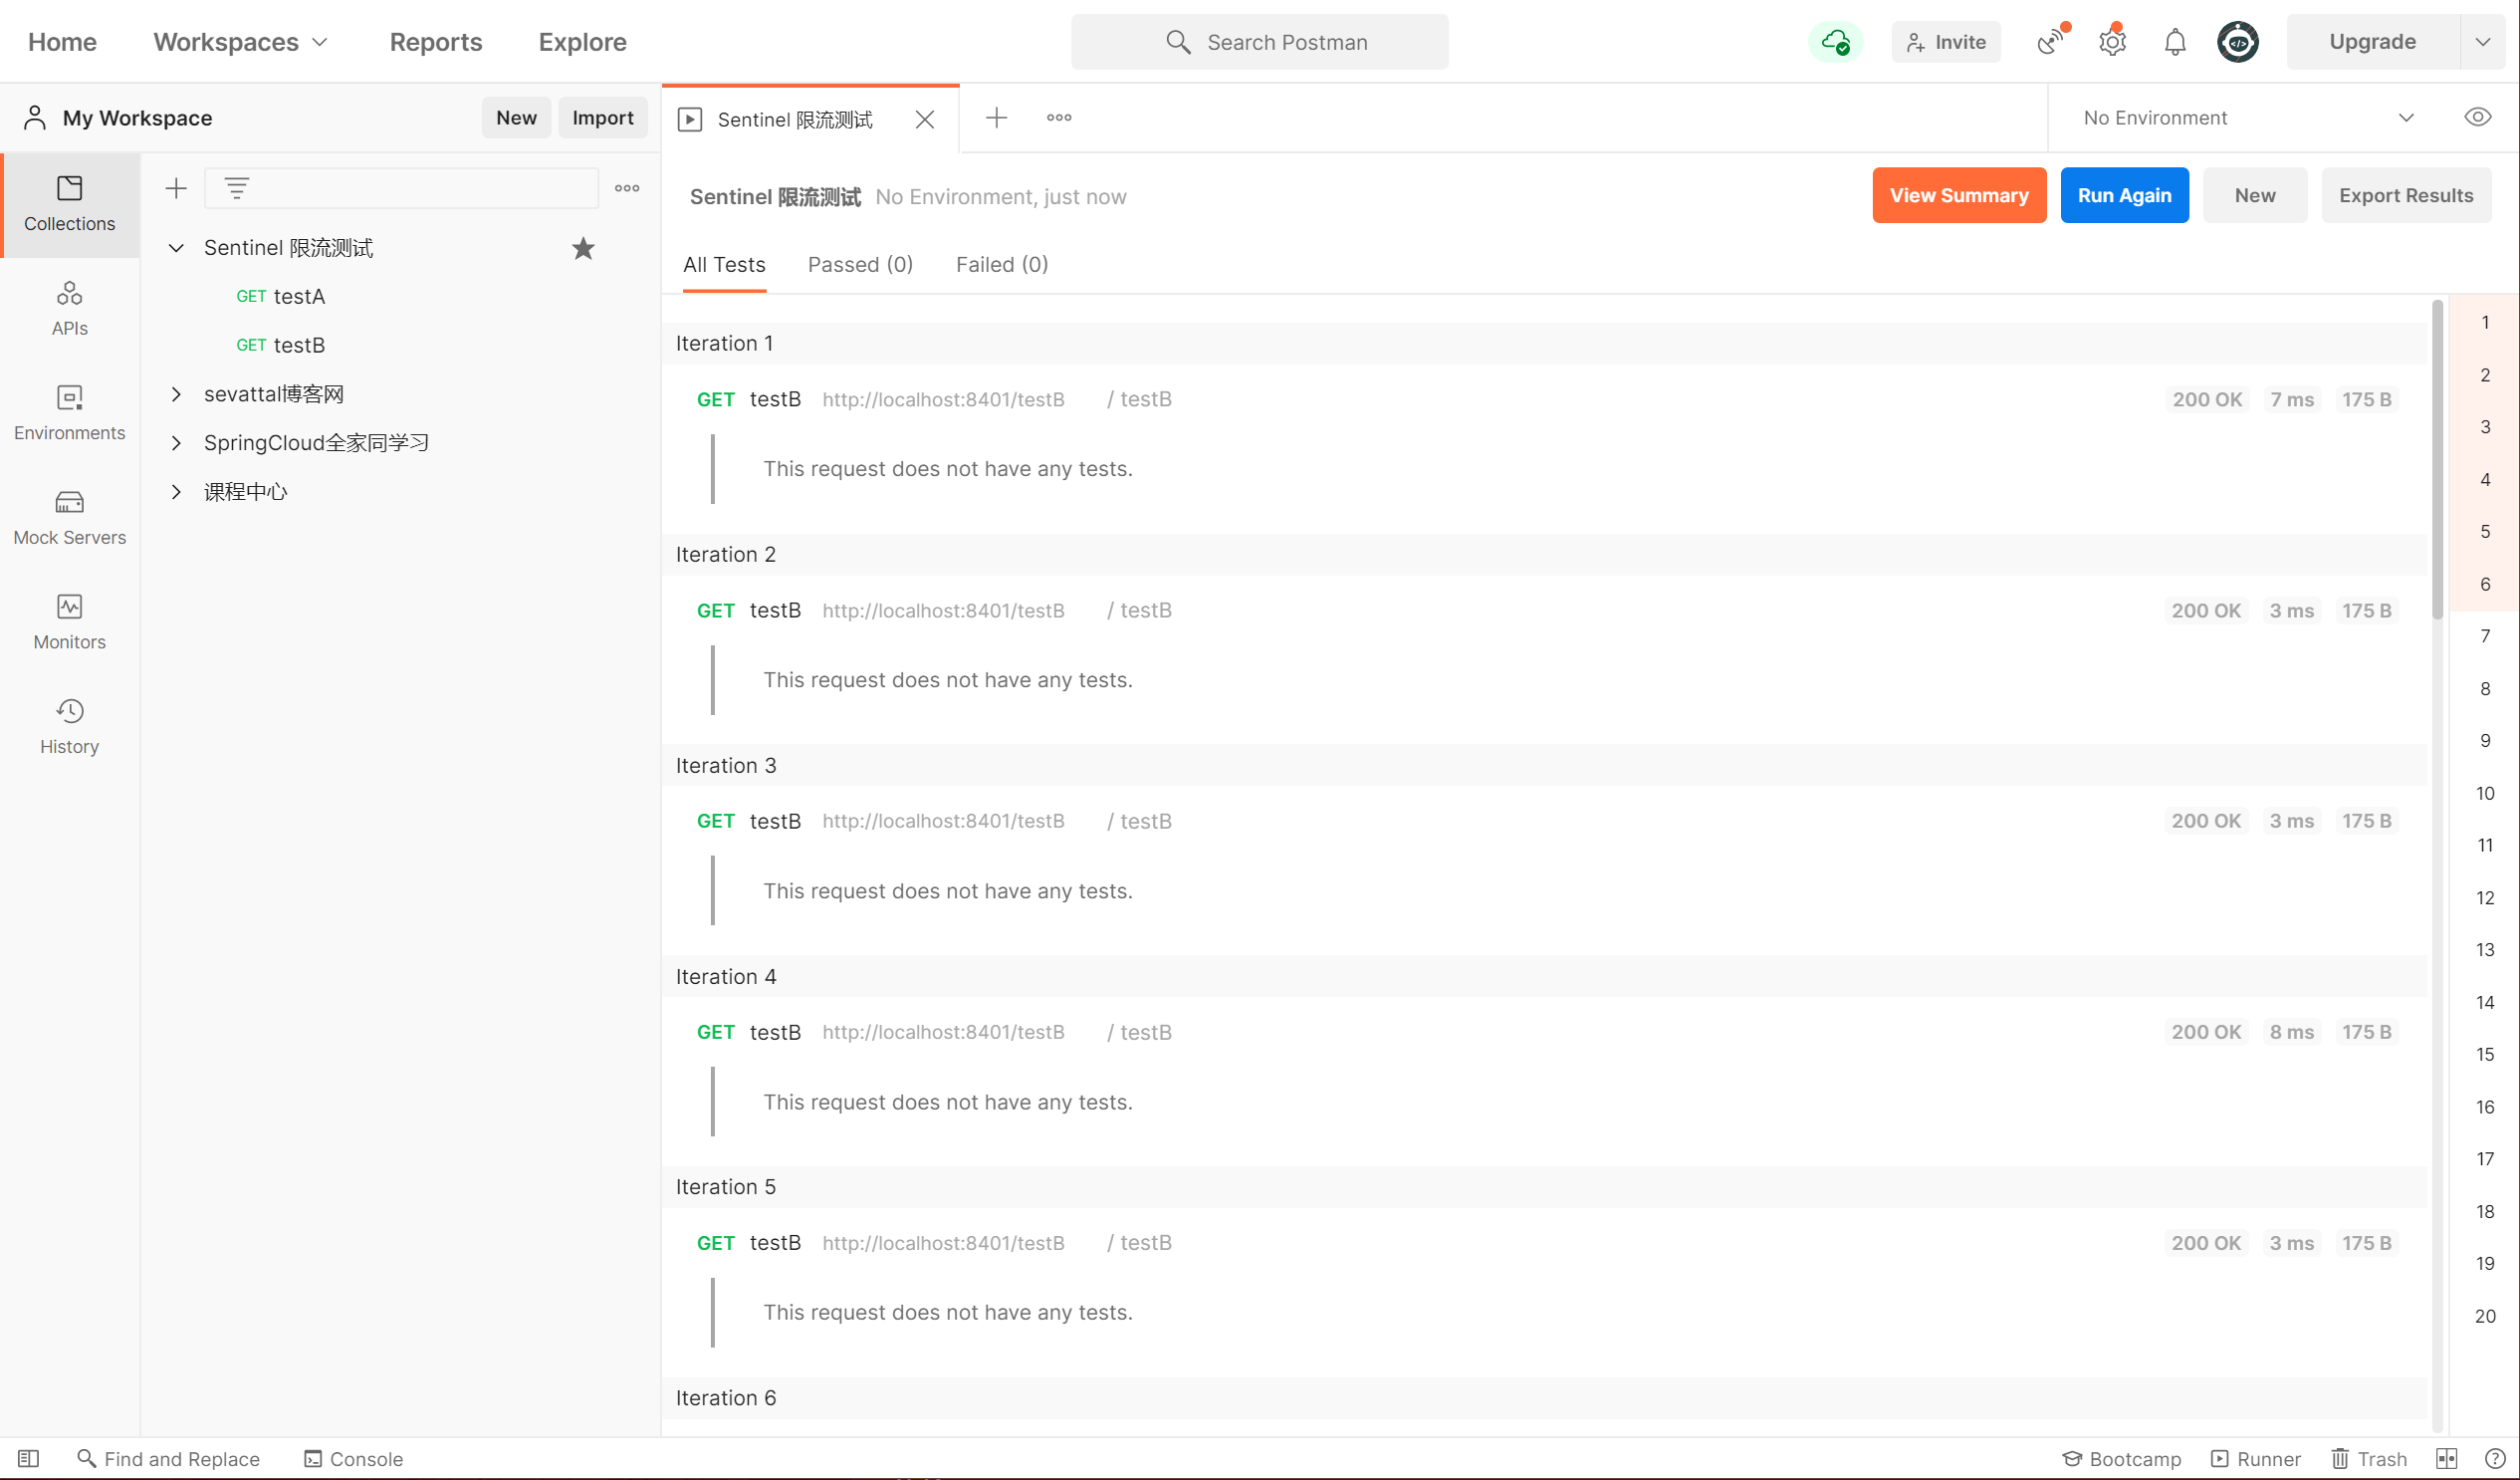 Home Workspaces Reports Explore Search Postman Invite Upgrade
My Workspace New Import Sentinel 限流测试 No Environment
Collections
APIs
Environments
Mock Servers
Monitors
History
Sentinel 限流测试
GET testA
GET testB
sevattal博客网
SpringCloud全家同学习
课程中心
Sentinel 限流测试 No Environment, just now View Summary Run Again New Export Results
All Tests Passed (0) Failed (0)
Iteration 1
GET testB http://localhost:8401/testB / testB 200 OK 7 ms 175 B
This request does not have any tests.
Iteration 2
GET testB http://localhost:8401/testB / testB 200 OK 3 ms 175 B
This request does not have any tests.
Iteration 3
GET testB http://localhost:8401/testB / testB 200 OK 3 ms 175 B
This request does not have any tests.
Iteration 4
GET testB http://localhost:8401/testB / testB 200 OK 8 ms 175 B
This request does not have any tests.
Iteration 5
GET testB http://localhost:8401/testB / testB 200 OK 3 ms 175 B
This request does not have any tests.
Iteration 6
1
2
3
4
5
6
7
8
9
10
11
12
13
14
15
16
17
18
19
20
Find and Replace Console Bootcamp Runner Trash